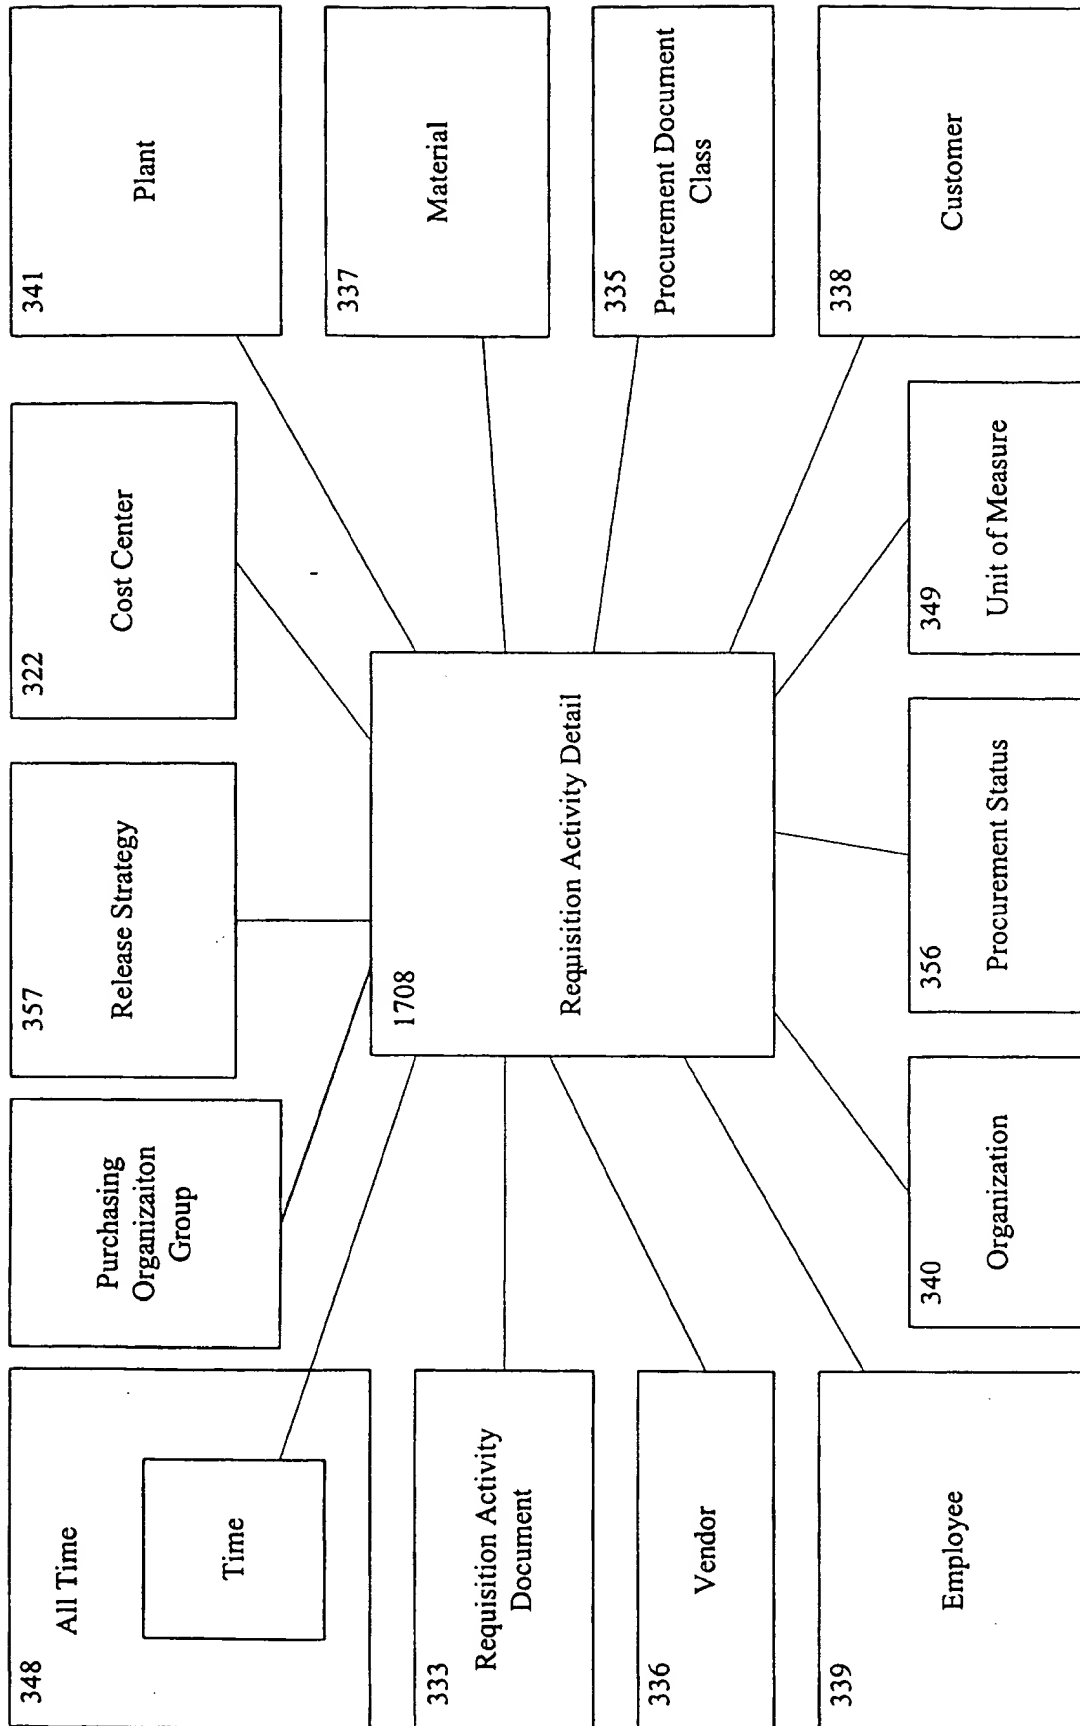 348
All Time
Time
Purchasing
Organizaiton
Group
357
Release Strategy
322
Cost Center
341
Plant
333
Requisition Activity
Document
1708
Requisition Activity Detail
337
Material
336
Vendor
335
Procurement Document
Class
339
Employee
340
Organization
356
Procurement Status
349
Unit of Measure
338
Customer